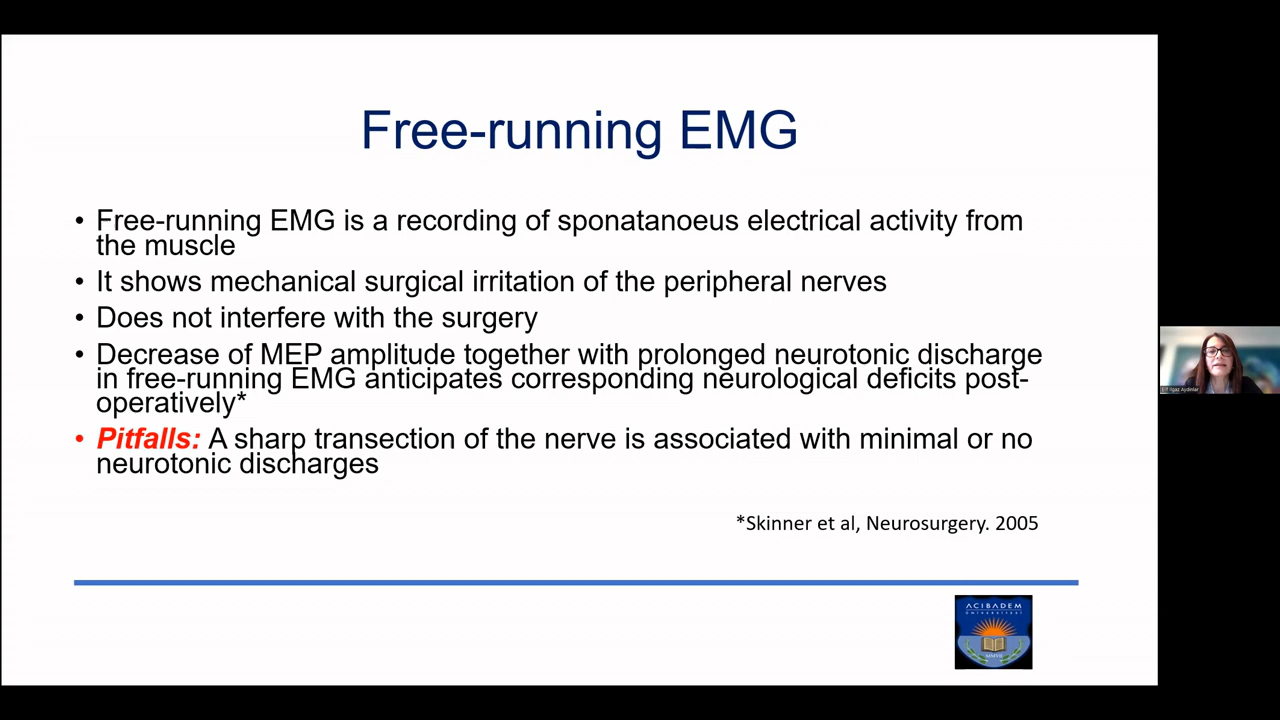 Free-running EMG
• Free-running EMG is a recording of sponatanoeus electrical activity from
the muscle
• It shows mechanical surgical irritation of the peripheral nerves
• Does not interfere with the surgery
• Decrease of MEP amplitude together with prolonged neurotonic discharge
in free-running EMG anticipates corresponding neurological deficits post-
operatively*
• Pitfalls: A sharp transection of the nerve is associated with minimal or no
neurotonic discharges
*Skinner et al, Neurosurgery. 2005
ACIBADEM
MMVII
Ilgaz Aydinlar